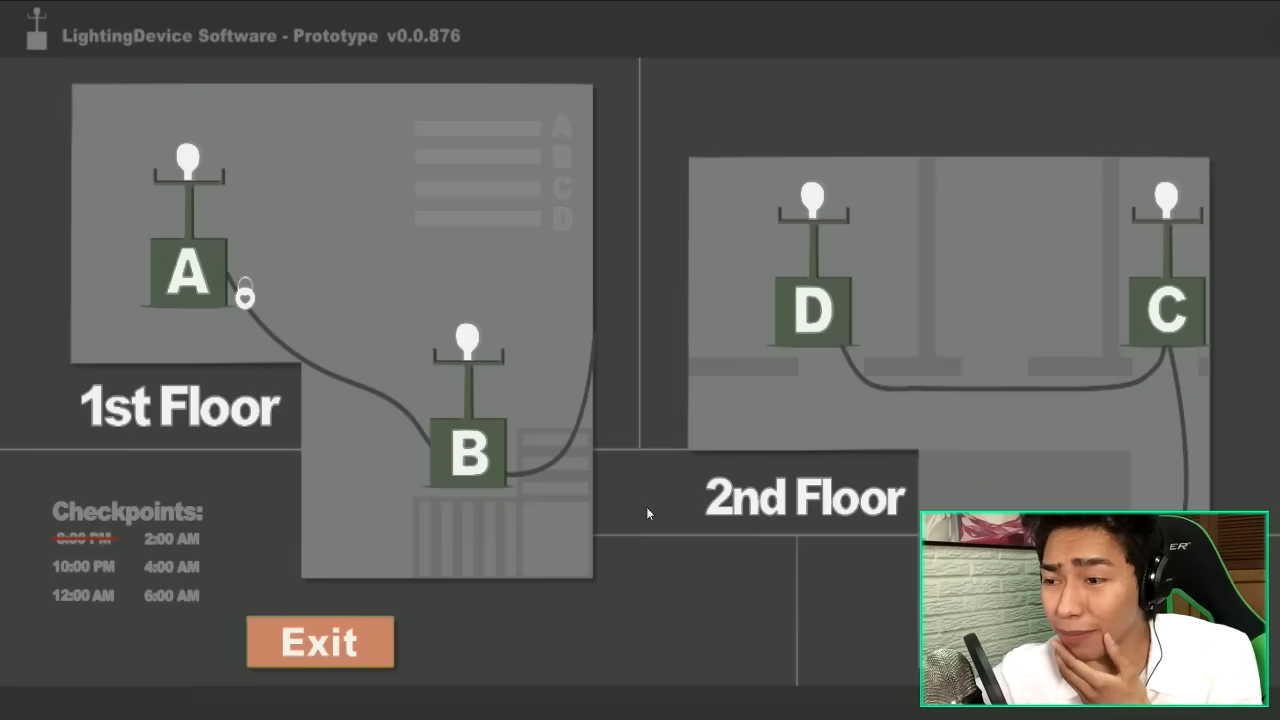 LightingDevice Software - Prototype v0.0.876
A
B
C
D
A
B
1st Floor
D
C
2nd Floor
Checkpoints:
8:00 PM 2:00 AM
10:00 PM 4:00 AM
12:00 AM 6:00 AM
Exit